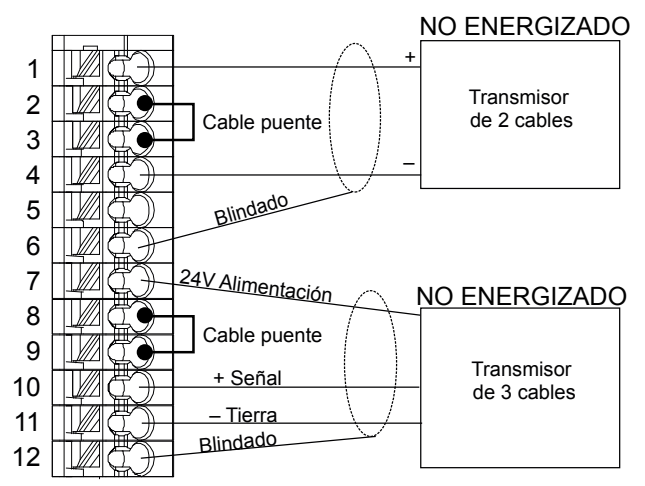 NO ENERGIZADO
1
+
2
Transmisor
de 2 cables
3
Cable puente
4
–
5
Blindado
6
7
24V Alimentación
NO ENERGIZADO
8
Cable puente
9
Transmisor
de 3 cables
10
+ Señal
11
– Tierra
12
Blindado